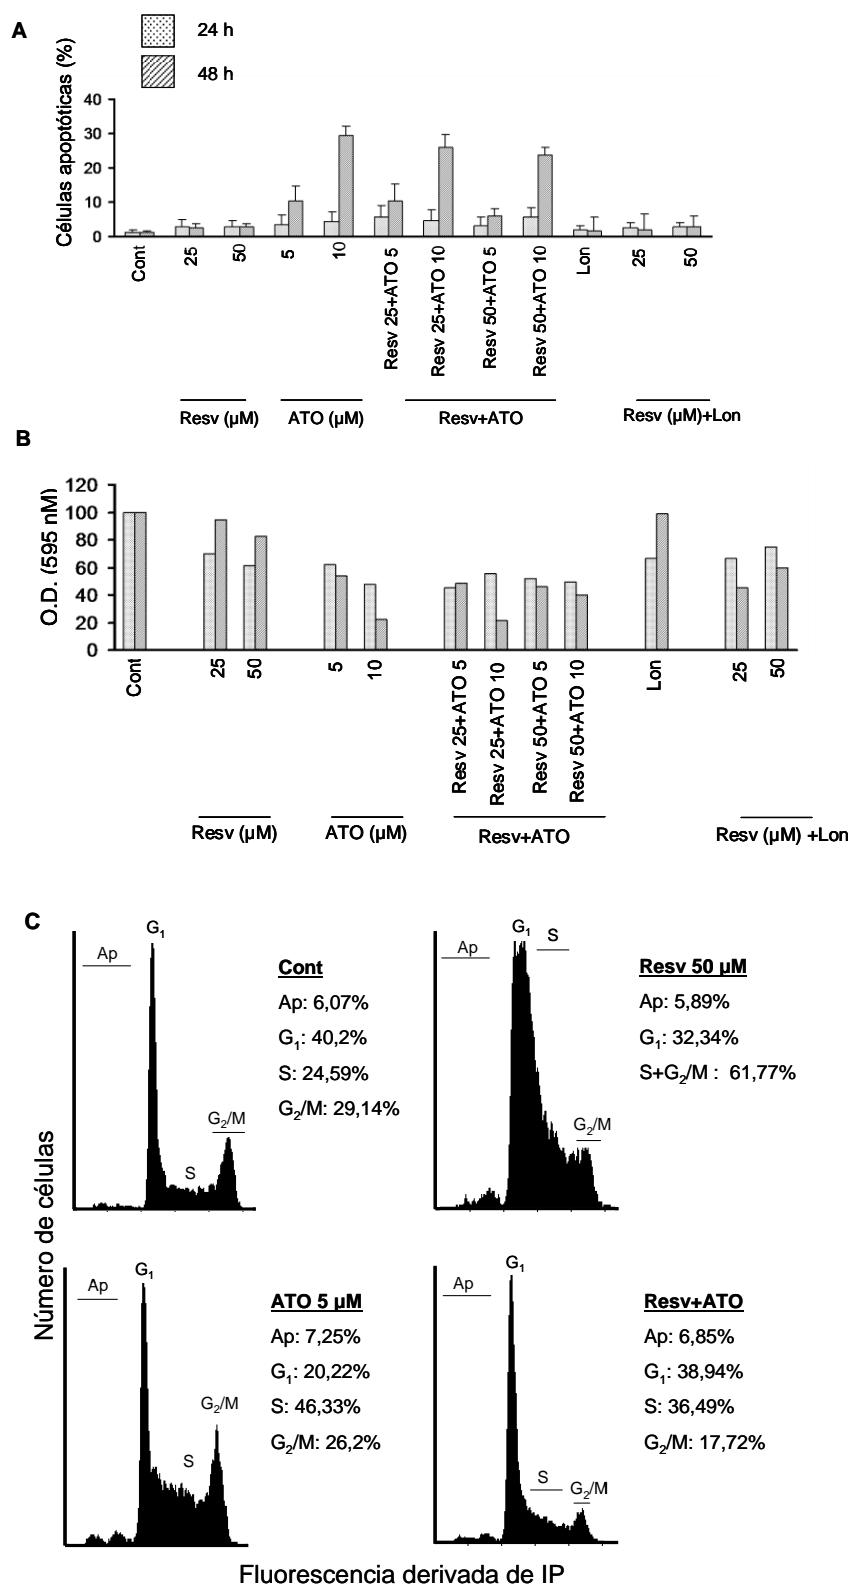 A
24 h
48 h
Células apoptóticas (%)
40
30
20
10
0
Cont
25
50
5
10
Resv 25+ATO 5
Resv 25+ATO 10
Resv 50+ATO 5
Resv 50+ATO 10
Lon
25
50
Resv (µM)
ATO (µM)
Resv+ATO
Resv (µM)+Lon
B
O.D. (595 nM)
120
100
80
60
40
20
0
Cont
25
50
5
10
Resv 25+ATO 5
Resv 25+ATO 10
Resv 50+ATO 5
Resv 50+ATO 10
Lon
25
50
Resv (µM)
ATO (µM)
Resv+ATO
Resv (µM) +Lon
C
Número de células
Ap
G1
S
G2/M
Cont
Ap: 6,07%
G1: 40,2%
S: 24,59%
G2/M: 29,14%
Ap
G1
S
G2/M
Resv 50 µM
Ap: 5,89%
G1: 32,34%
S+G2/M : 61,77%
Ap
G1
S
G2/M
ATO 5 µM
Ap: 7,25%
G1: 20,22%
S: 46,33%
G2/M: 26,2%
Ap
G1
S
G2/M
Resv+ATO
Ap: 6,85%
G1: 38,94%
S: 36,49%
G2/M: 17,72%
Fluorescencia derivada de IP